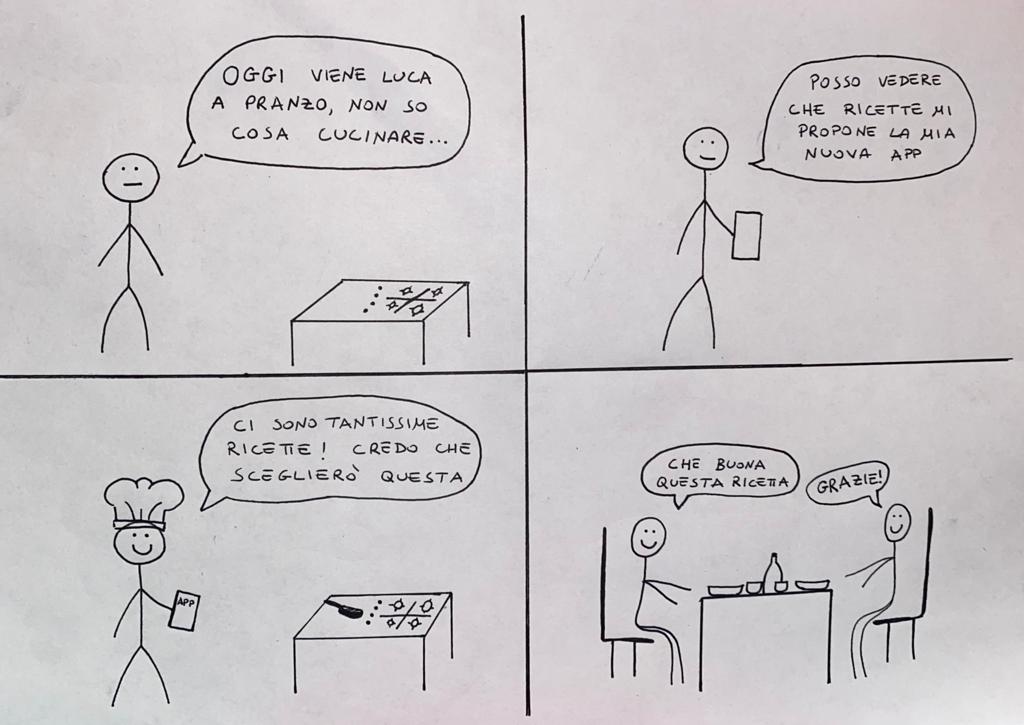 OGGI VIENE LUCA
A PRANZO, NON SO
COSA CUCINARE...
POSSO VEDERE
CHE RICETTE MI
PROPONE LA MIA
NUOVA APP
CI SONO TANTISSIME
RICETTE! CREDO CHE
SCEGLIERÒ QUESTA
APP
CHE BUONA
QUESTA RICETTA
GRAZIE!